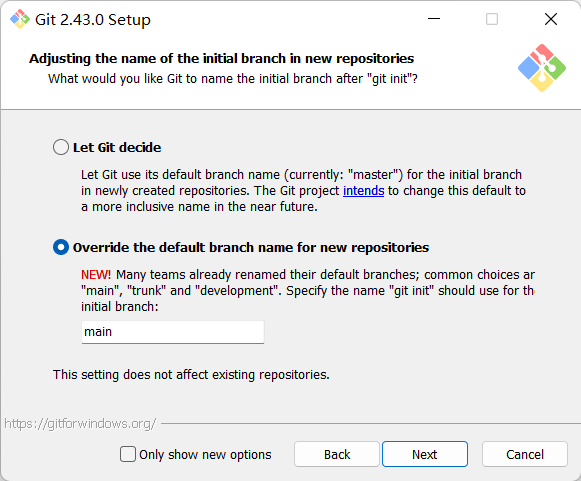 Git 2.43.0 Setup
Adjusting the name of the initial branch in new repositories
What would you like Git to name the initial branch after "git init"?
Let Git decide
Let Git use its default branch name (currently: "master") for the initial branch
in newly created repositories. The Git project intends to change this default to
a more inclusive name in the near future.
Override the default branch name for new repositories
NEW! Many teams already renamed their default branches; common choices ar
"main", "trunk" and "development". Specify the name "git init" should use for the
initial branch:
main
This setting does not affect existing repositories.
https://gitforwindows.org/
Only show new options
Back
Next
Cancel